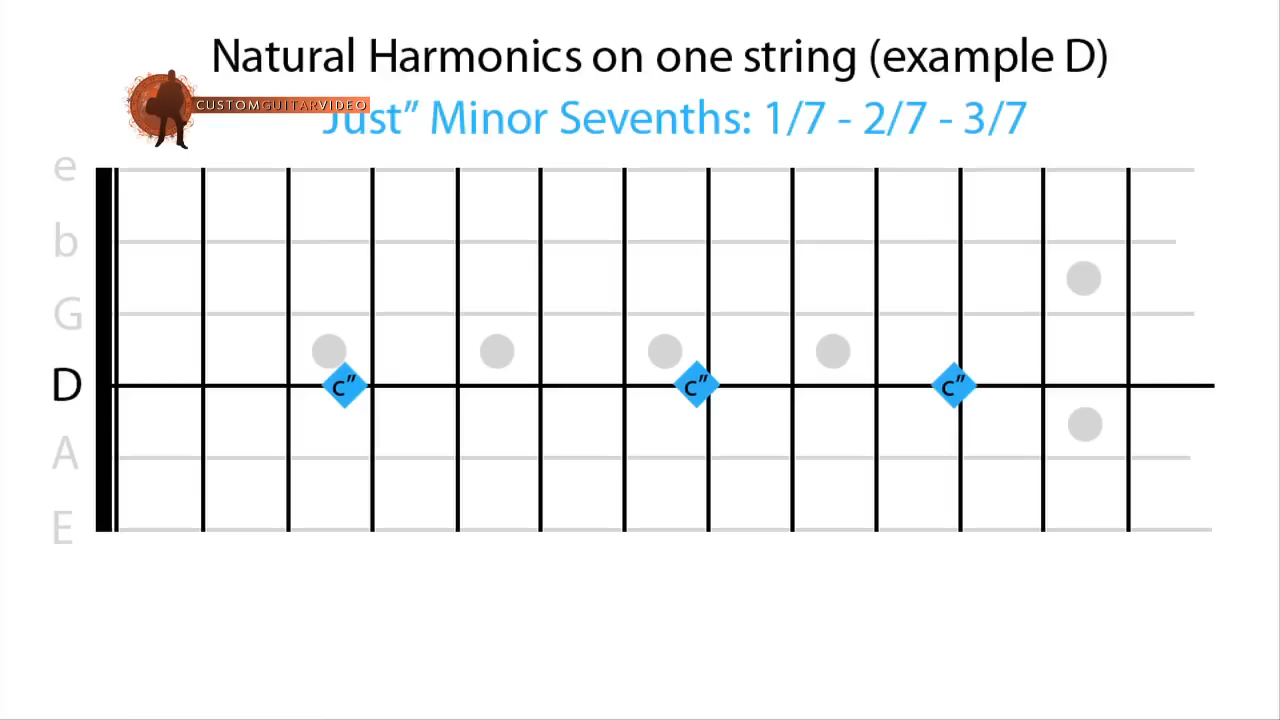 Natural Harmonics on one string (example D)
CUSTOMGUITARVIDEO
Just” Minor Sevenths: 1/7 - 2/7 - 3/7
e
b
G
D c” c” c”
A
E